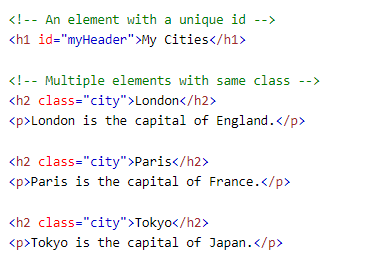 <!-- An element with a unique id -->
<h1 id="myHeader">My Cities</h1>
<!-- Multiple elements with same class -->
<h2 class="city">London</h2>
<p>London is the capital of England.</p>
<h2 class="city">Paris</h2>
<p>Paris is the capital of France.</p>
<h2 class="city">Tokyo</h2>
<p>Tokyo is the capital of Japan.</p>